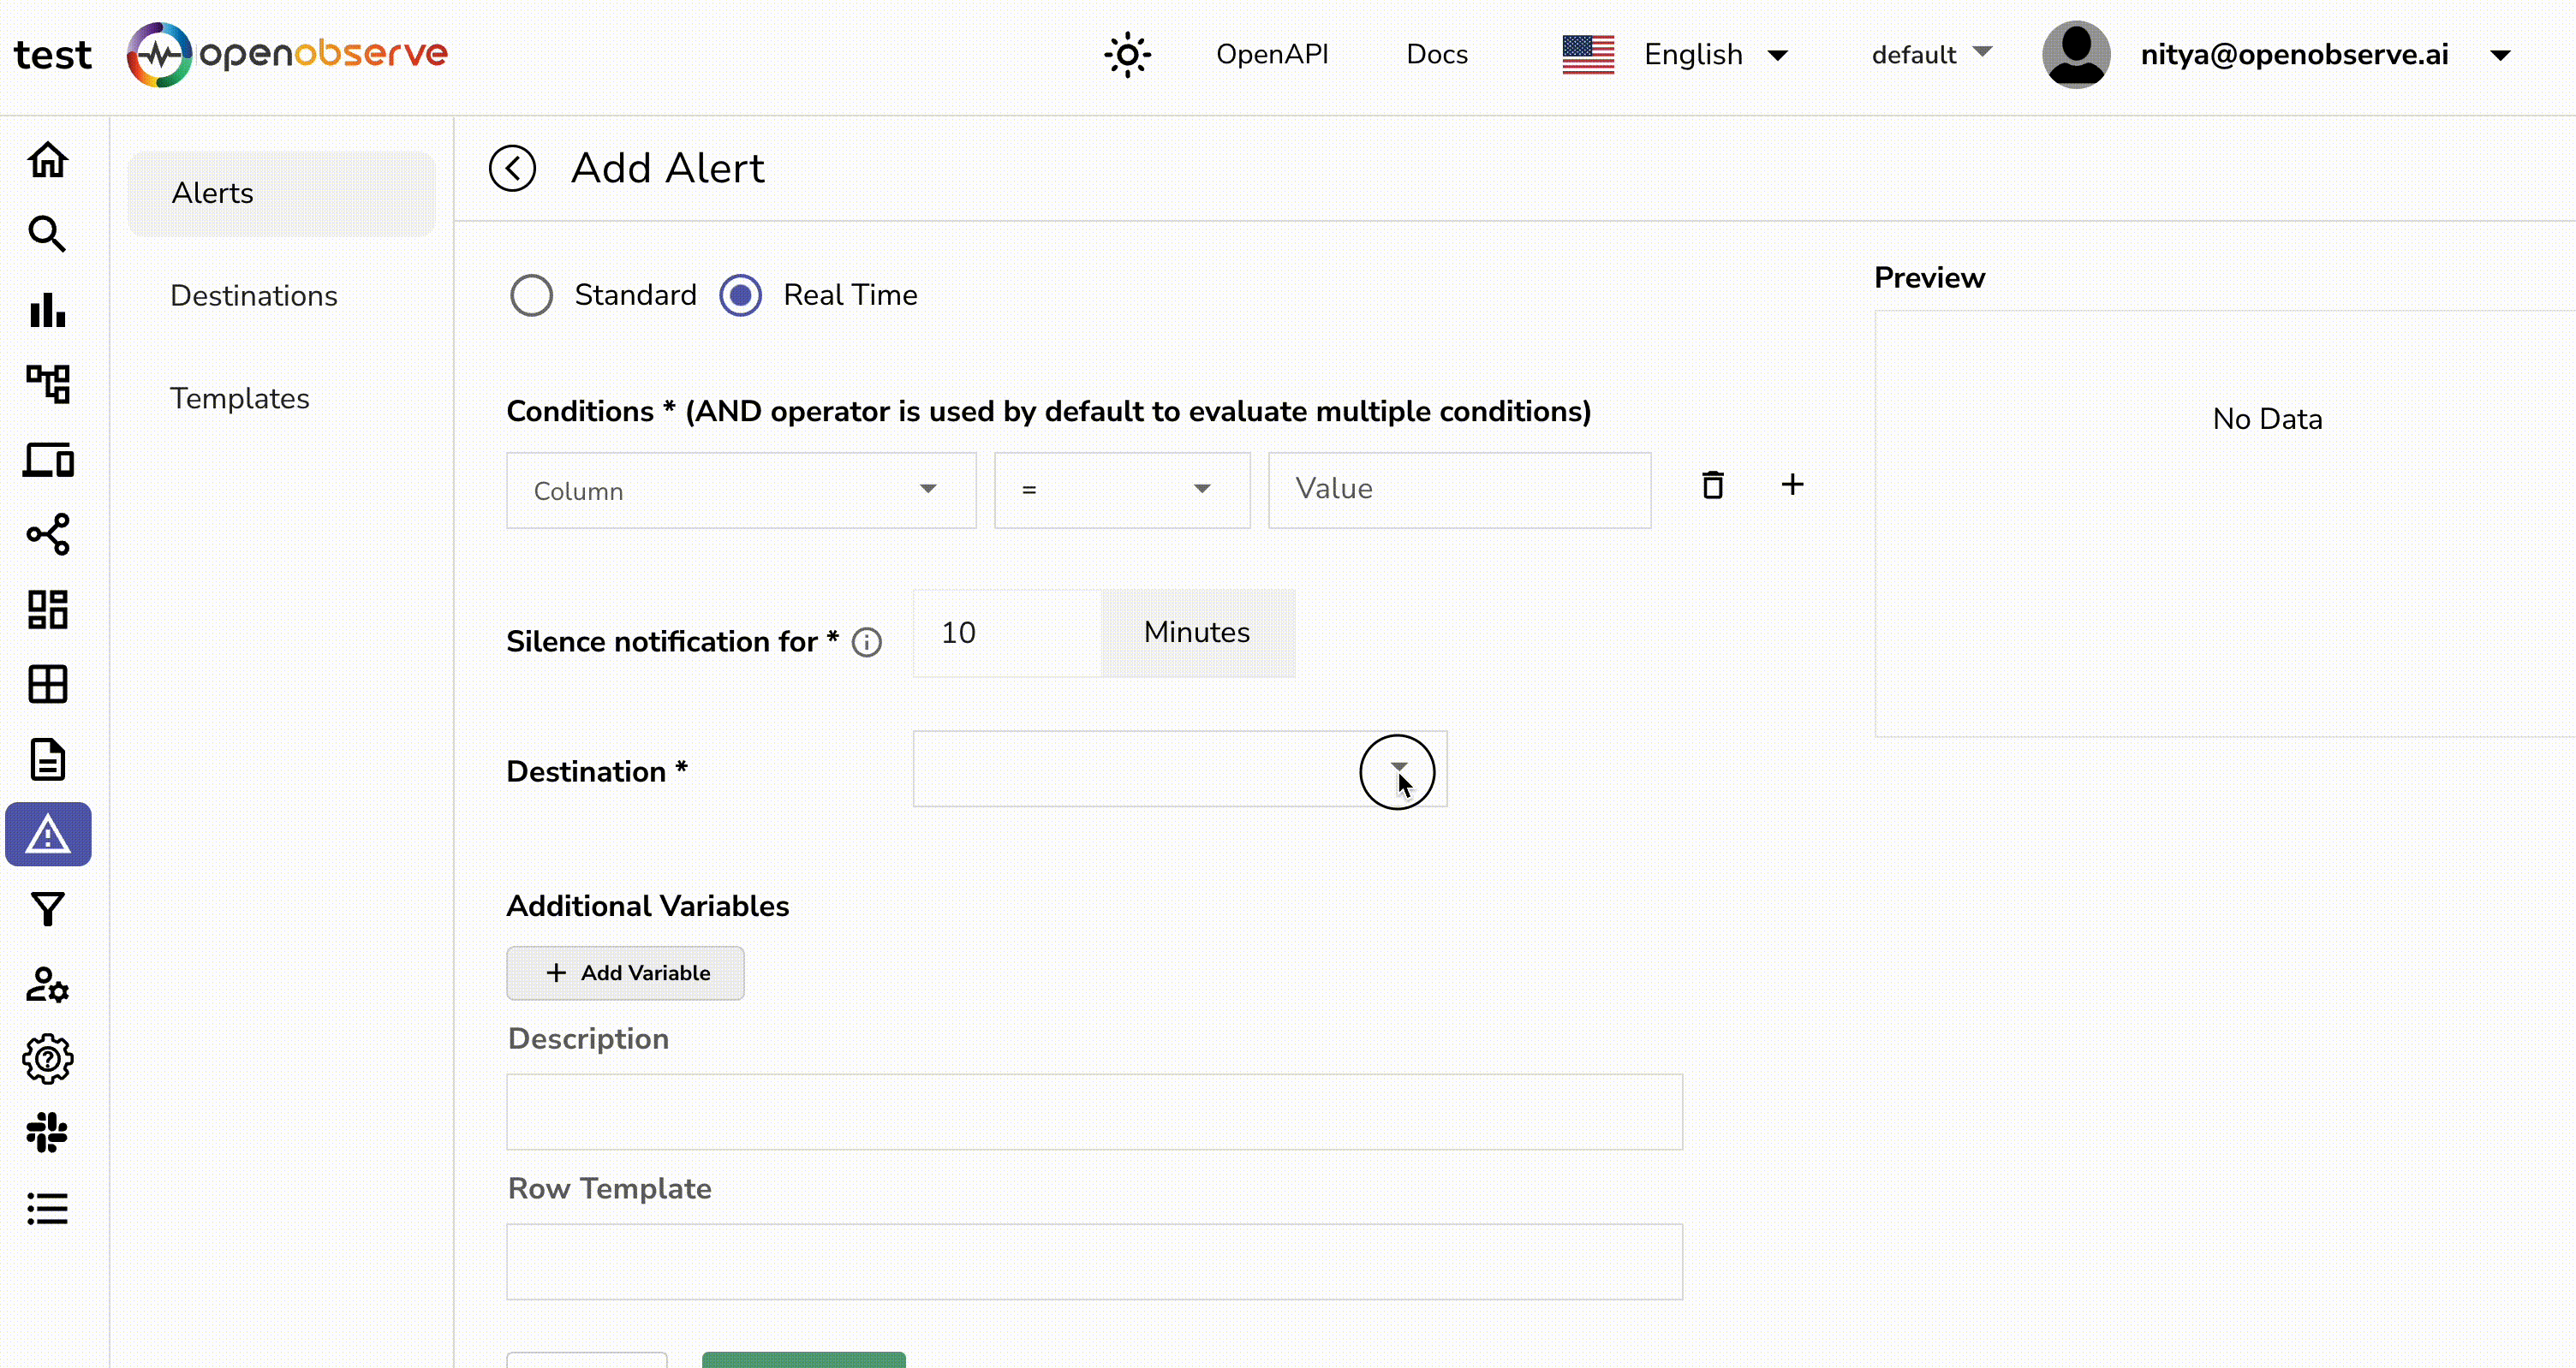 test openobserve OpenAPI Docs English default nitya@openobserve.ai
Alerts
Destinations
Templates
Add Alert
Standard Real Time
Preview
No Data
Conditions * (AND operator is used by default to evaluate multiple conditions)
Column = Value
Silence notification for * 10 Minutes
Destination *
Additional Variables
+ Add Variable
Description
Row Template